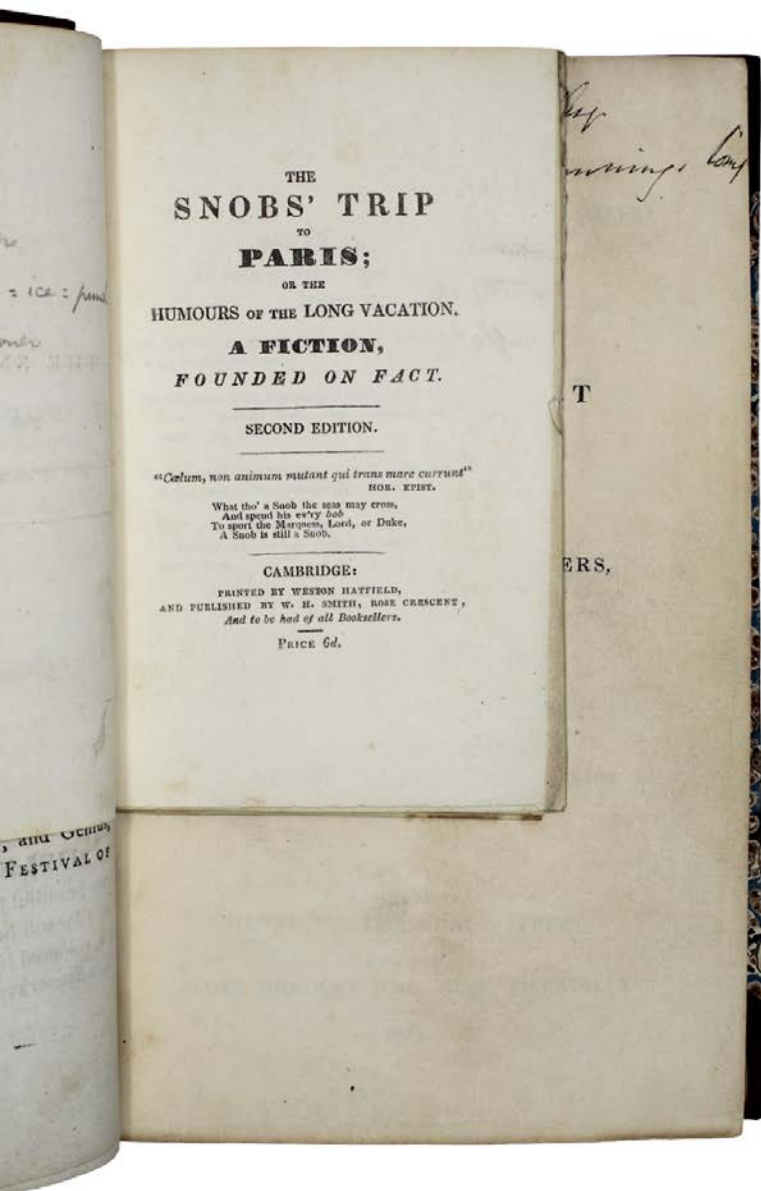 THE
SNOBS' TRIP
TO
PARIS;
OR THE
HUMOURS OF THE LONG VACATION.
A FICTION,
FOUNDED ON FACT.
SECOND EDITION.
"Cœlum, non animum mutant qui trans mare currunt"
HOR. EPIST.
What tho' a Snob the seas may cross,
And spend his ev'ry bob
To sport the Marquess, Lord, or Duke,
A Snob is still a Snob.
CAMBRIDGE:
PRINTED BY WESTON HATFIELD,
AND PUBLISHED BY W. H. SMITH, ROSE CRESCENT,
And to be had of all Booksellers.
PRICE 6d.
= ice =
, and Genius,
FESTIVAL OF
T
ERS,